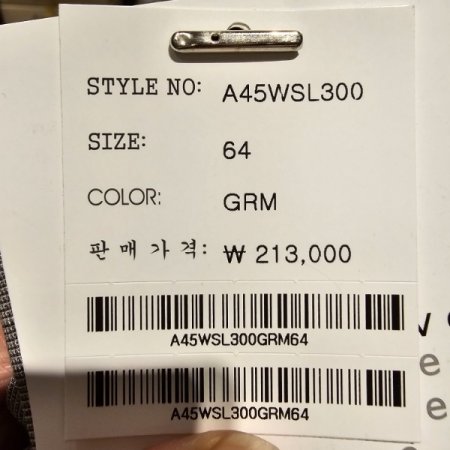 STYLE NO: A45WSL300
SIZE: 64
COLOR: GRM
판매가격: ₩ 213,000
A45WSL300GRM64
A45WSL300GRM64